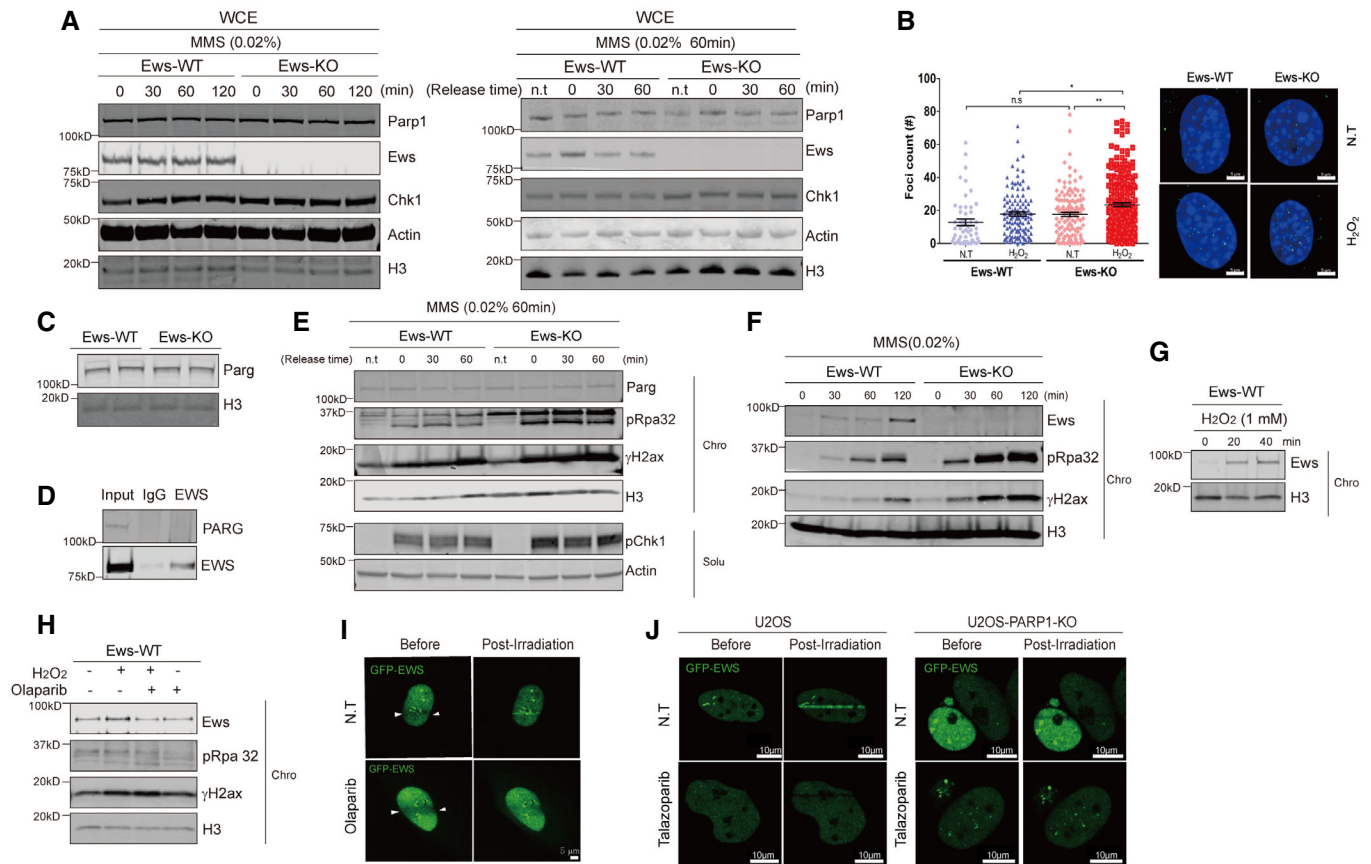 A
WCE
MMS (0.02%)
Ews-WT Ews-KO
0 30 60 120 0 30 60 120 (min)
100kD Parp1
75kD Ews
75kD Chk1
50kD Actin
20kD H3
WCE
MMS (0.02% 60min)
Ews-WT Ews-KO
(Release time) n.t 0 30 60 n.t 0 30 60 (min)
100kD Parp1
75kD Ews
50kD Chk1
37kD Actin
20kD H3
B
Foci count (#)
100
80
60
40
20
0
n.s
*
**
N.T H₂O₂ N.T H₂O₂
Ews-WT Ews-KO
Ews-WT Ews-KO
N.T
H₂O₂
5 μm
5 μm
5 μm
5 μm
C
Ews-WT Ews-KO
100kD Parg
20kD H3
D
Input IgG EWS
100kD PARG
75kD EWS
E
MMS (0.02% 60min)
Ews-WT Ews-KO
(Release time) n.t 0 30 60 n.t 0 30 60 (min)
100kD Parg
37kD pRpa32
20kD γH2ax
20kD H3
Chro
75kD pChk1
50kD Actin
Solu
F
MMS(0.02%)
Ews-WT Ews-KO
0 30 60 120 0 30 60 120 (min)
100kD Ews
37kD pRpa32
20kD γH2ax
20kD H3
Chro
G
Ews-WT
H₂O₂ (1 mM)
0 20 40 min
100kD Ews
20kD H3
Chro
H
Ews-WT
H₂O₂ - + + -
Olaparib - - + +
100kD Ews
37kD pRpa 32
20kD γH2ax
20kD H3
Chro
I
Before Post-Irradiation
GFP-EWS
N.T
GFP-EWS
Olaparib
5 μm
J
U2OS U2OS-PARP1-KO
Before Post-Irradiation Before Post-Irradiation
GFP-EWS
N.T
10μm 10μm
N.T
10μm 10μm
Talazoparib
10μm 10μm
Talazoparib
10μm 10μm